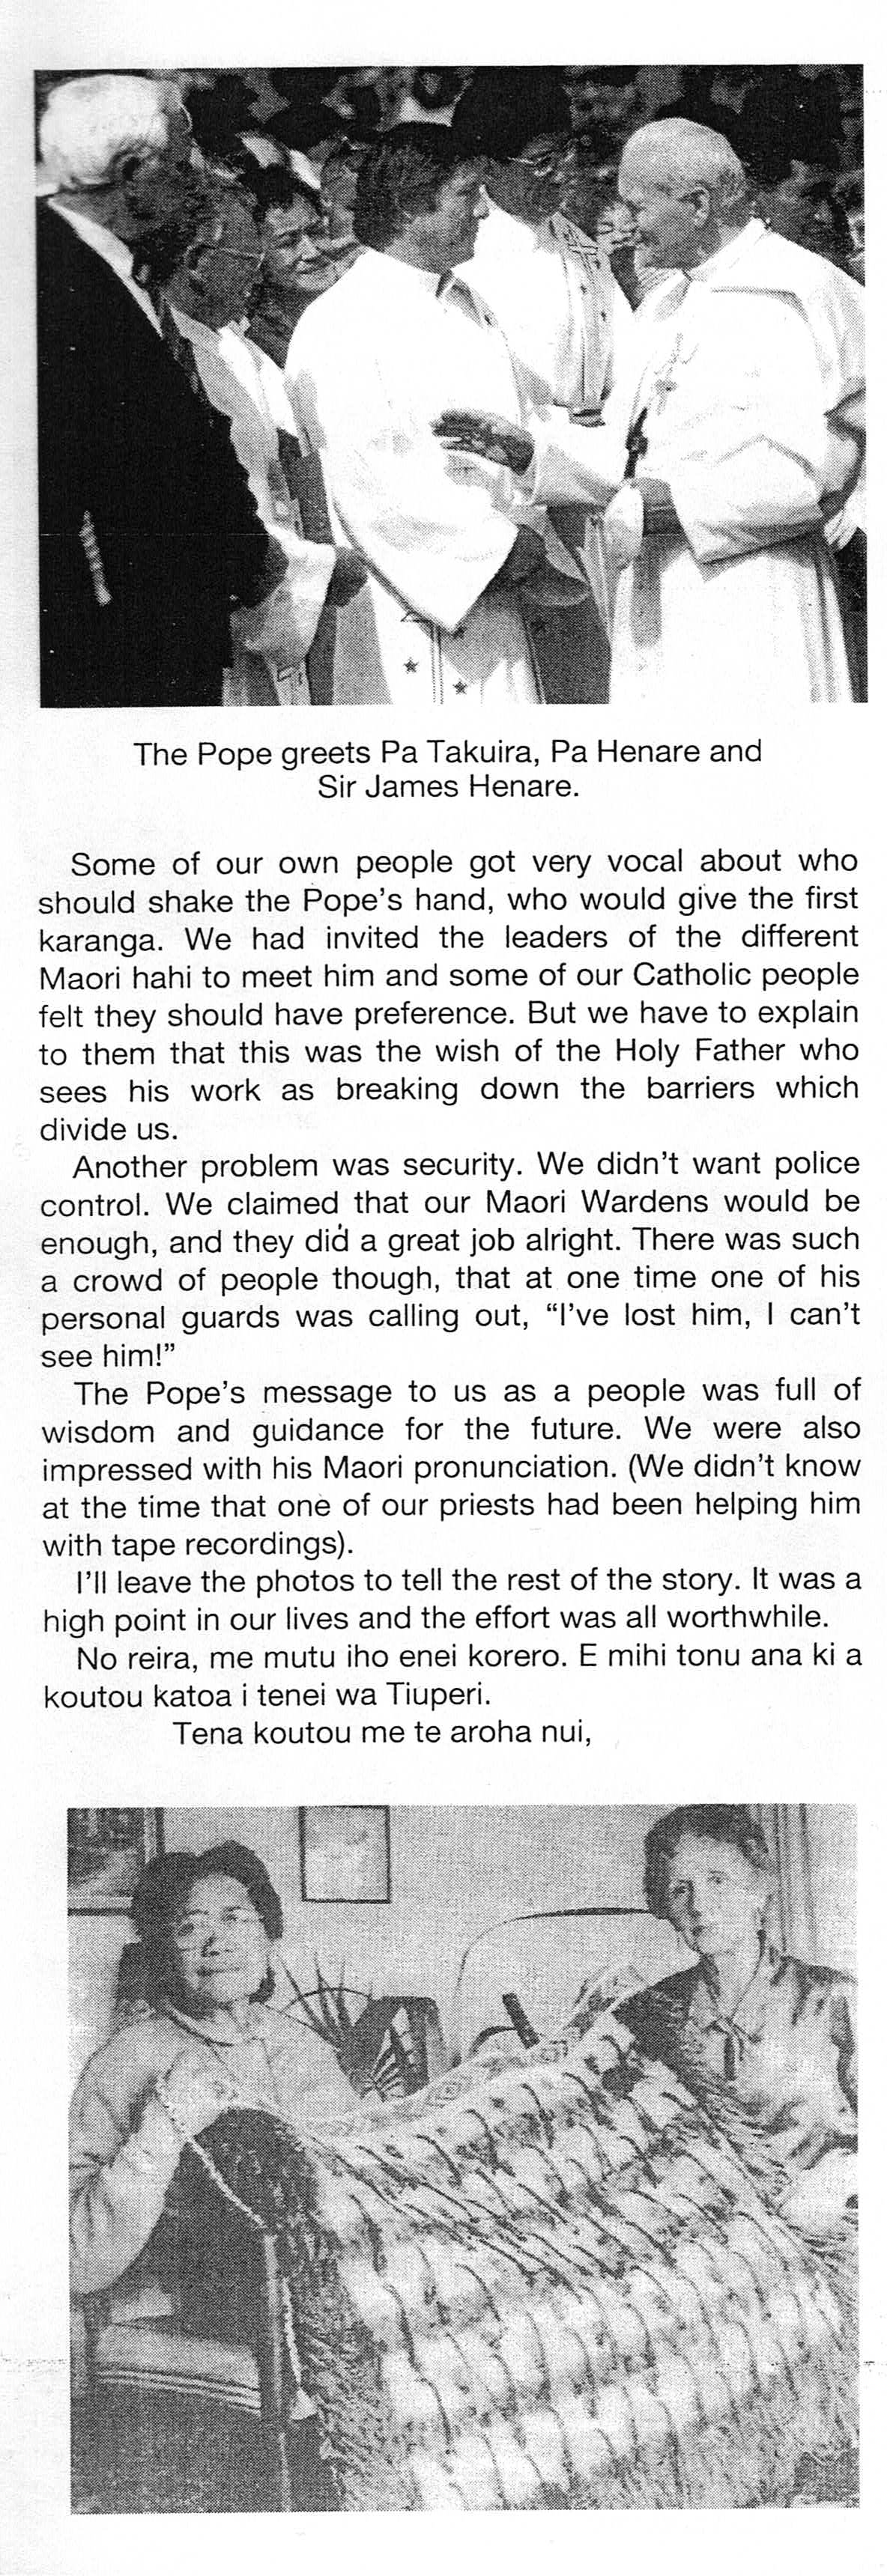 The Pope greets Pa Takuira, Pa Henare and
Sir James Henare.
Some of our own people got very vocal about who
should shake the Pope's hand, who would give the first
karanga. We had invited the leaders of the different
Maori hahi to meet him and some of our Catholic people
felt they should have preference. But we have to explain
to them that this was the wish of the Holy Father who
sees his work as breaking down the barriers which
divide us.
Another problem was security. We didn't want police
control. We claimed that our Maori Wardens would be
enough, and they did a great job alright. There was such
a crowd of people though, that at one time one of his
personal guards was calling out, “I've lost him, I can't
see him!”
The Pope's message to us as a people was full of
wisdom and guidance for the future. We were also
impressed with his Maori pronunciation. (We didn't know
at the time that one of our priests had been helping him
with tape recordings).
I'll leave the photos to tell the rest of the story. It was a
high point in our lives and the effort was all worthwhile.
No reira, me mutu iho enei korero. E mihi tonu ana ki a
koutou katoa i tenei wa Tiuperi.
Tena koutou me te aroha nui,